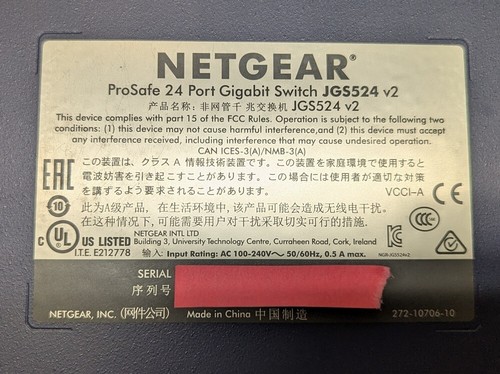 NETGEAR®
ProSafe 24 Port Gigabit Switch JGS524 v2
产品名称: 非网管千兆交换机 JGS524 v2
This device complies with part 15 of the FCC Rules. Operation is subject to the following two
conditions: (1) this device may not cause harmful interference,and (2) this device must accept
any interference received, including interference that may cause undesired operation.
CAN ICES-3(A)/NMB-3(A)
この装置は、クラス A 情報技術装置です。この装置を家庭環境で使用すると
電波妨害を引き起こすことがあります。この場合には使用者が適切な対策
を講ずるよう要求されることがあります。 VCCI-A
EAC
CE
10
此为A级产品，在生活环境中，该产品可能会造成无线电干扰。
在这种情况下，可能需要用户对干扰采取切实可行的措施。
CCC
c UL US LISTED
I.T.E. E212778
NETGEAR INTL LTD
Building 3, University Technology Centre, Curraheen Road, Cork, Ireland
输入: Input Rating: AC 100-240V～ 50/60Hz, 0.5 A max.
SERIAL
序列号
NETGEAR, INC. (网件公司) Made in China 中国制造 272-10706-10